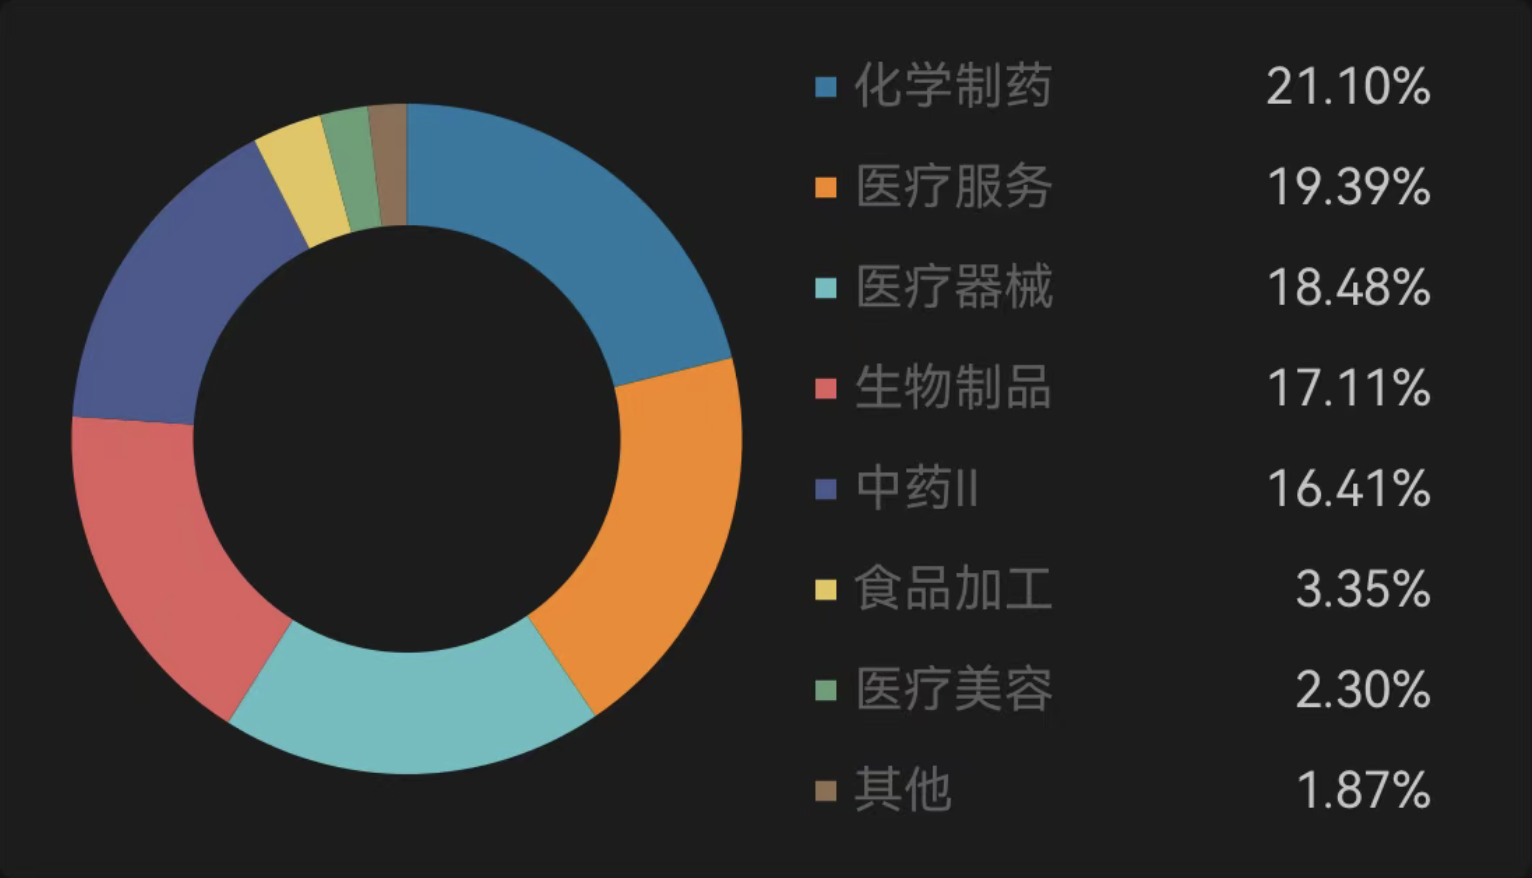 化学制药 21.10%
医疗服务 19.39%
医疗器械 18.48%
生物制品 17.11%
中药II 16.41%
食品加工 3.35%
医疗美容 2.30%
其他 1.87%